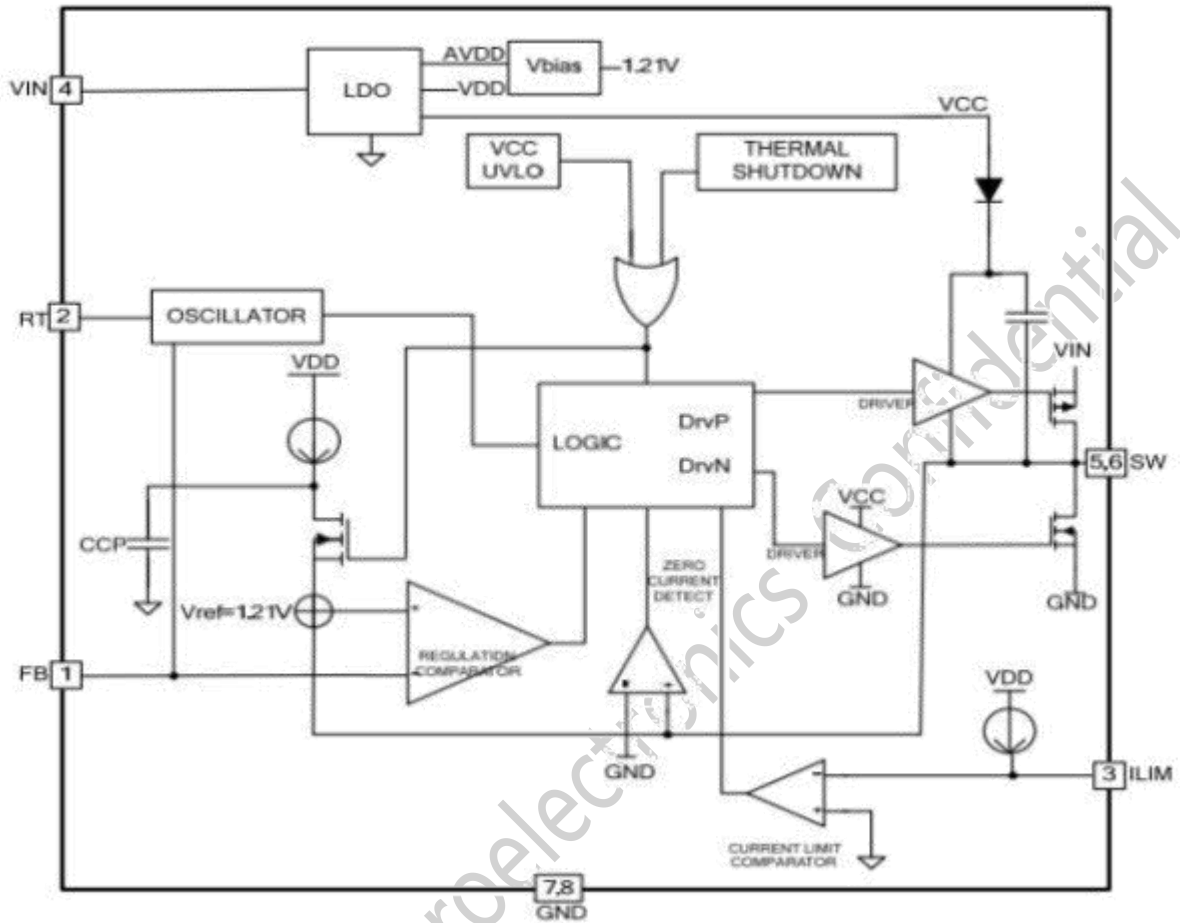 AVDD
Vbias
1.21V
VIN 4
LDO
VDD
VCC
VCC
UVLO
THERMAL
SHUTDOWN
RT 2
OSCILLATOR
VDD
VIN
DRIVER
DrvP
LOGIC
DrvN
5,6 SW
VCC
CCP
DRIVER
ZERO
CURRENT
DETECT
GND
GND
Vref=1.21V
REGULATION
COMPARATOR
FB 1
VDD
GND
3 ILIM
CURRENT LIMIT
COMPARATOR
7,8
GND
roelectronics Confidential